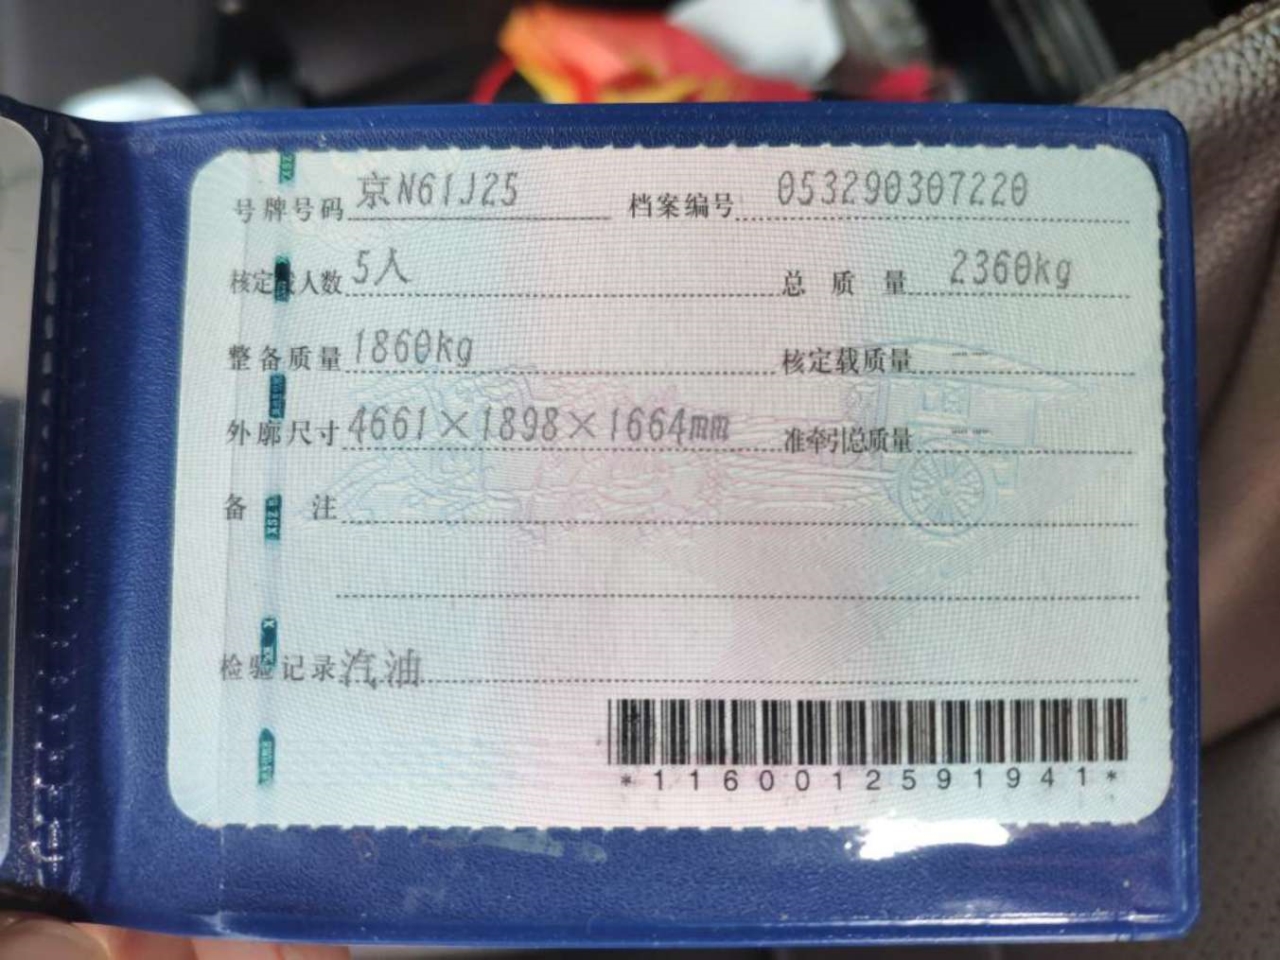 号牌号码 京N61J25 档案编号 053290307220
核定载人数 5人 总质量 2360kg
整备质量 1860kg 核定载质量 -- --
外廓尺寸 4661×1898×1664mm 准牵引总质量 -- --
备注
检验记录 汽油
*1160012591941*